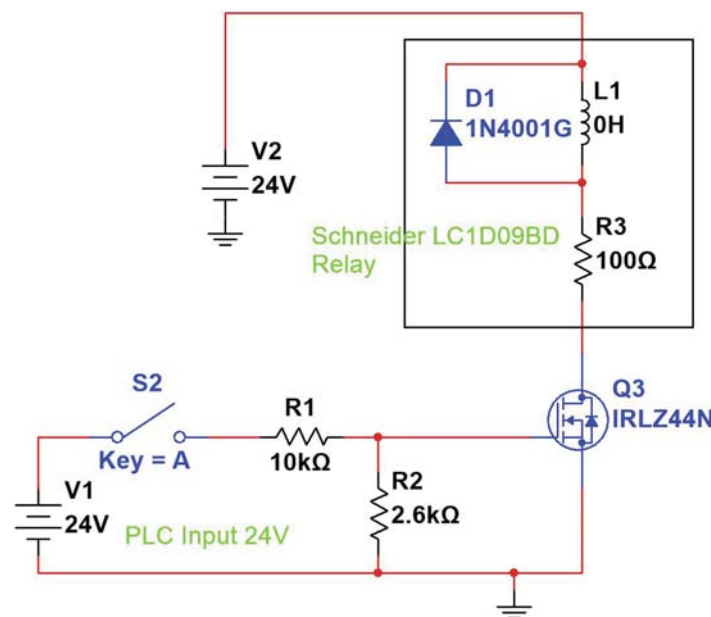 D1
1N4001G
L1
0H
V2
24V
Schneider LC1D09BD
Relay
R3
100Ω
S2
Key = A
R1
10kΩ
Q3
IRLZ44N
V1
24V
PLC Input 24V
R2
2.6kΩ